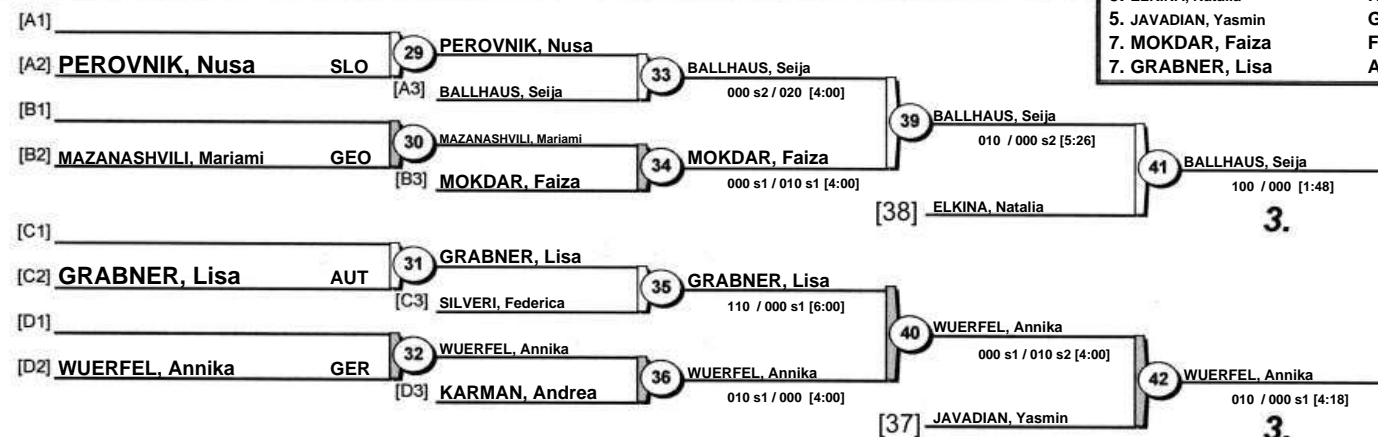 5. JAVADIAN, Yasmin G
7. MOKDAR, Faiza F
7. GRABNER, Lisa A
[A1]
[A2] PEROVNIK, Nusa SLO
29
PEROVNIK, Nusa
[A3] BALLHAUS, Seija
33
BALLHAUS, Seija
000 s2 / 020 [4:00]
[B1]
[B2] MAZANASHVILI, Mariami GEO
30
MAZANASHVILI, Mariami
[B3] MOKDAR, Faiza
34
MOKDAR, Faiza
000 s1 / 010 s1 [4:00]
39
BALLHAUS, Seija
010 / 000 s2 [5:26]
[38] ELKINA, Natalia
41
BALLHAUS, Seija
100 / 000 [1:48]
3.
[C1]
[C2] GRABNER, Lisa AUT
31
GRABNER, Lisa
[C3] SILVERI, Federica
35
GRABNER, Lisa
110 / 000 s1 [6:00]
[D1]
[D2] WUERFEL, Annika GER
32
WUERFEL, Annika
[D3] KARMAN, Andrea
36
WUERFEL, Annika
010 s1 / 000 [4:00]
40
WUERFEL, Annika
000 s1 / 010 s2 [4:00]
[37] JAVADIAN, Yasmin
42
WUERFEL, Annika
010 / 000 s1 [4:18]
3.